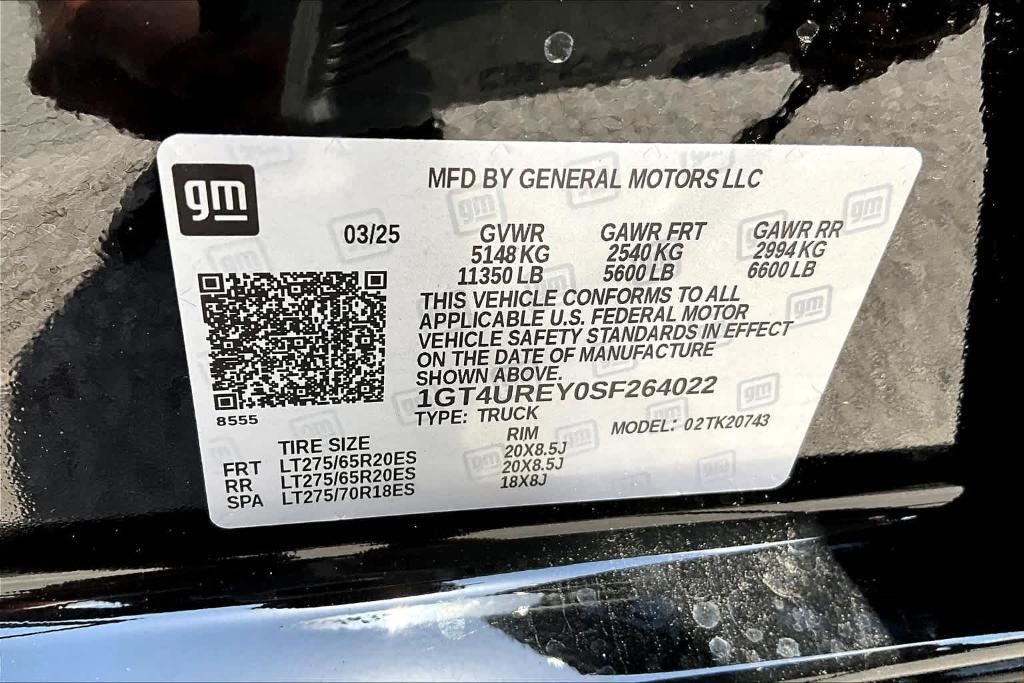 gm
MFD BY GENERAL MOTORS LLC
03/25
GVWR GAWR FRT GAWR RR
5148 KG 2540 KG 2994 KG
11350 LB 5600 LB 6600 LB
THIS VEHICLE CONFORMS TO ALL
APPLICABLE U.S. FEDERAL MOTOR
VEHICLE SAFETY STANDARDS IN EFFECT
ON THE DATE OF MANUFACTURE
SHOWN ABOVE.
1GT4UREY0SF264022
8555
TYPE: TRUCK MODEL: 02TK20743
TIRE SIZE RIM
FRT LT275/65R20ES 20X8.5J
RR LT275/65R20ES 20X8.5J
SPA LT275/70R18ES 18X8J